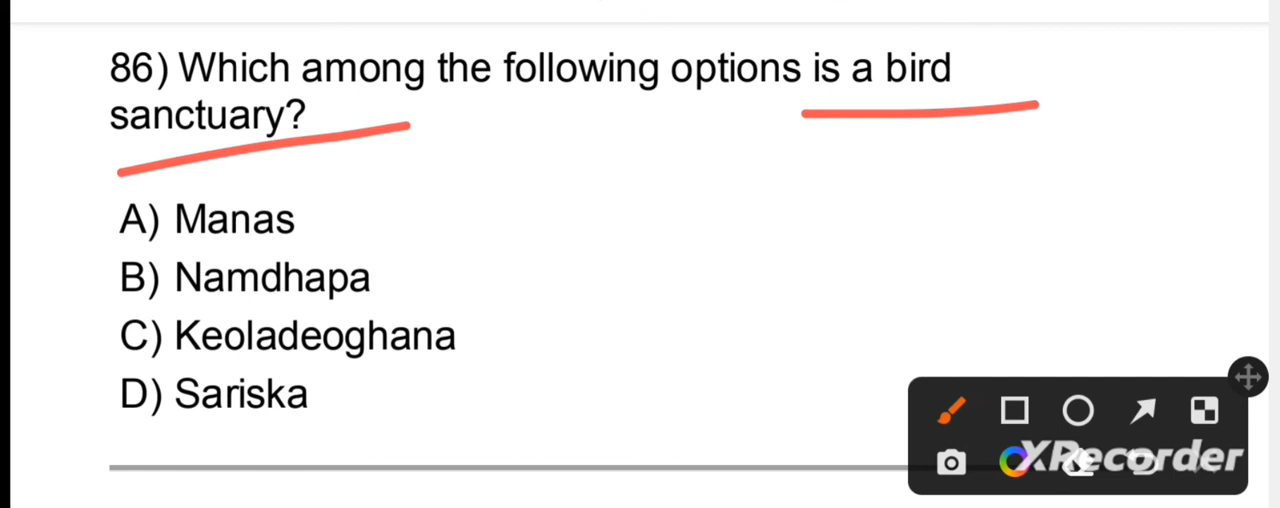 86) Which among the following options is a bird
sanctuary?
A) Manas
B) Namdhapa
C) Keoladeoghana
D) Sariska
XRecorder